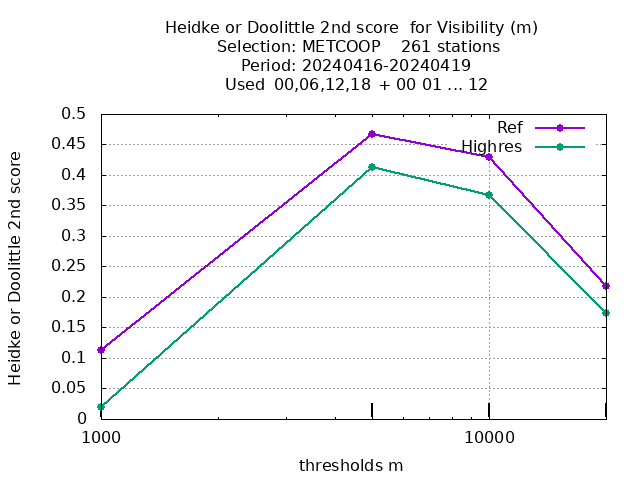 Heidke or Doolittle 2nd score  for Visibility (m)
Selection: METCOOP    261 stations
Period: 20240416-20240419
Used  00,06,12,18  + 00 01 ... 12
Heidke or Doolittle 2nd score
0.5
0.45
0.4
0.35
0.3
0.25
0.2
0.15
0.1
0.05
0
Ref
Highres
1000
10000
thresholds m